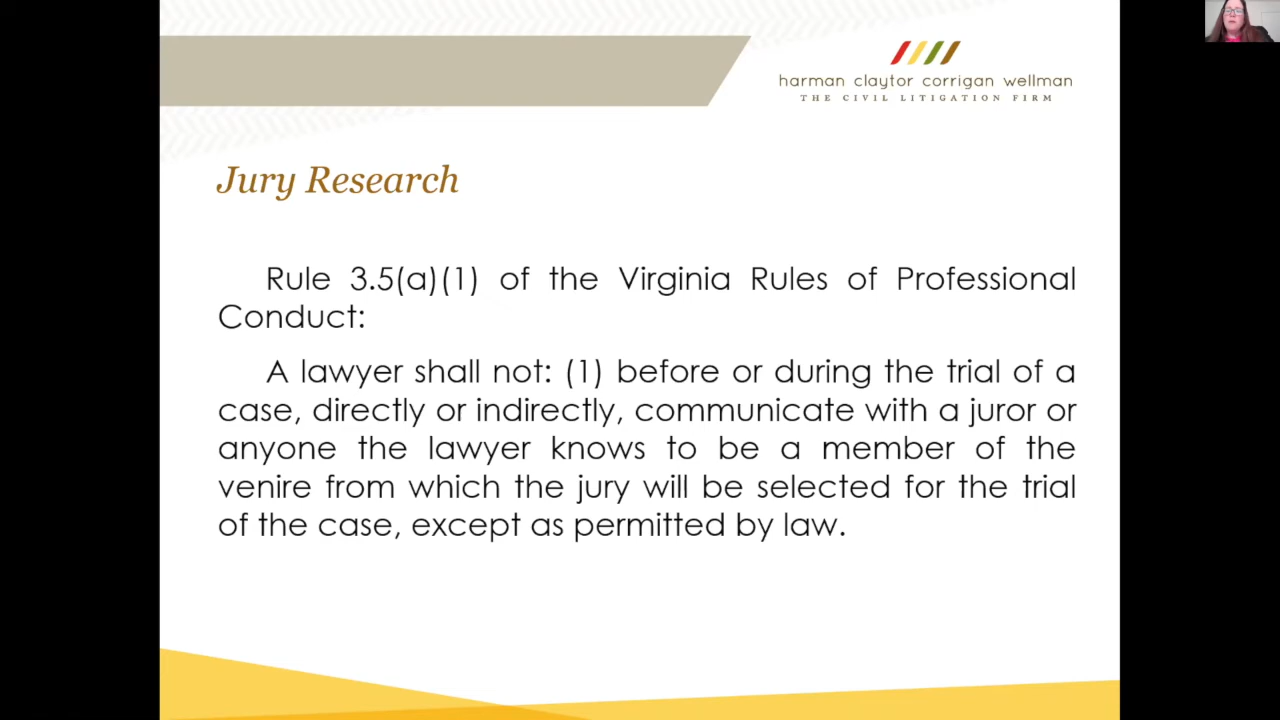 harman claytor corrigan wellman
THE CIVIL LITIGATION FIRM
Jury Research
Rule 3.5(a)(1) of the Virginia Rules of Professional
Conduct:
A lawyer shall not: (1) before or during the trial of a
case, directly or indirectly, communicate with a juror or
anyone the lawyer knows to be a member of the
venire from which the jury will be selected for the trial
of the case, except as permitted by law.